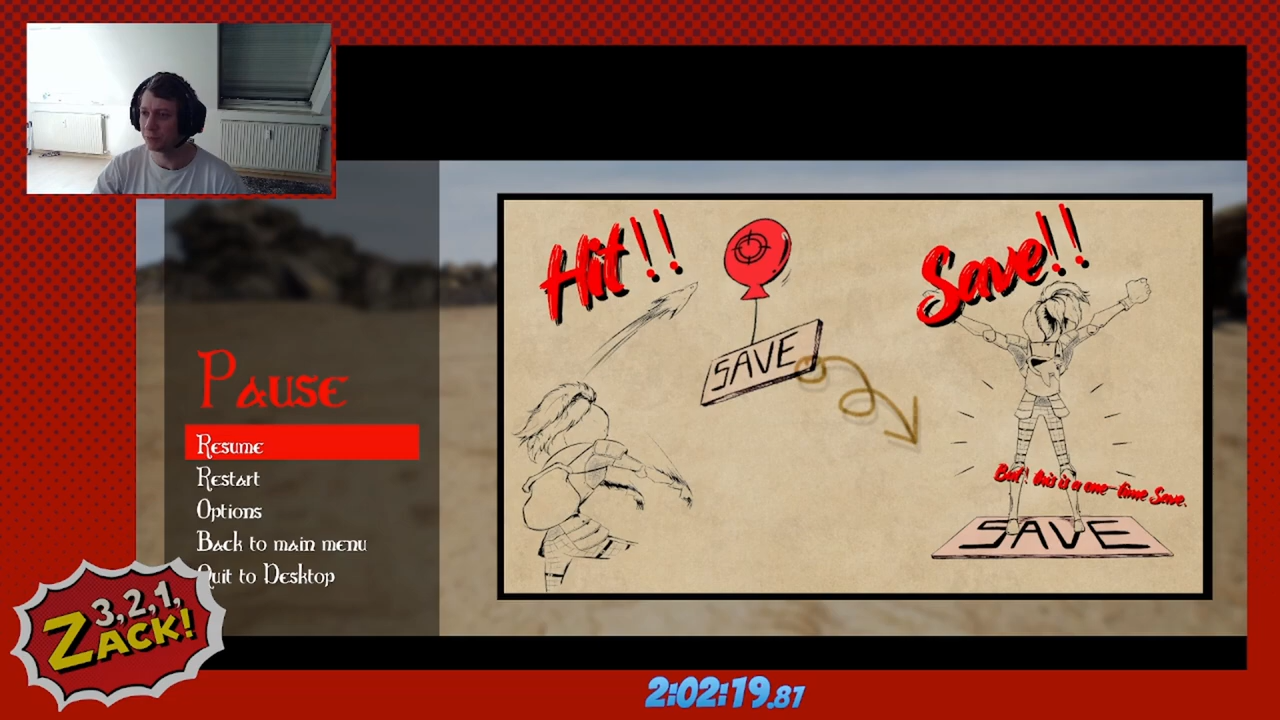 Hit!!
SAVE
Save!!
But! this is a one-time Save.
SAVE
Pause
Resume
Restart
Options
Back to main menu
Quit to Desktop
3, 2, 1,
ZACK!
2:02:19.87